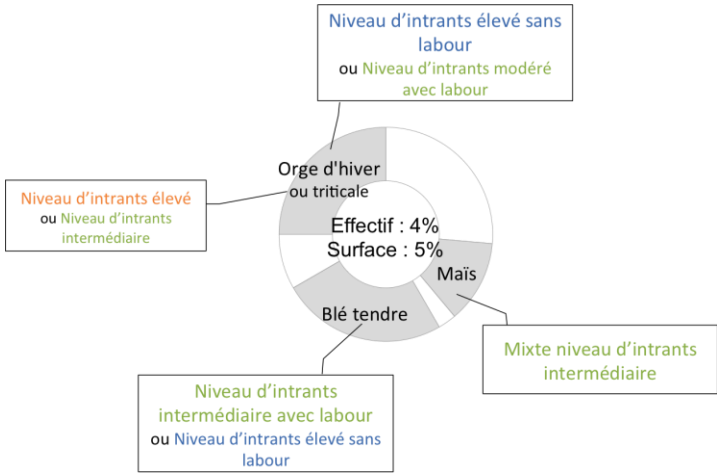 Niveau d’intrants élevé sans
labour
ou Niveau d’intrants modéré
avec labour
Orge d'hiver
ou triticale
Niveau d’intrants élevé
ou Niveau d’intrants
intermédiaire
Effectif : 4%
Surface : 5%
Maïs
Blé tendre
Mixte niveau d’intrants
intermédiaire
Niveau d’intrants
intermédiaire avec labour
ou Niveau d’intrants élevé sans
labour